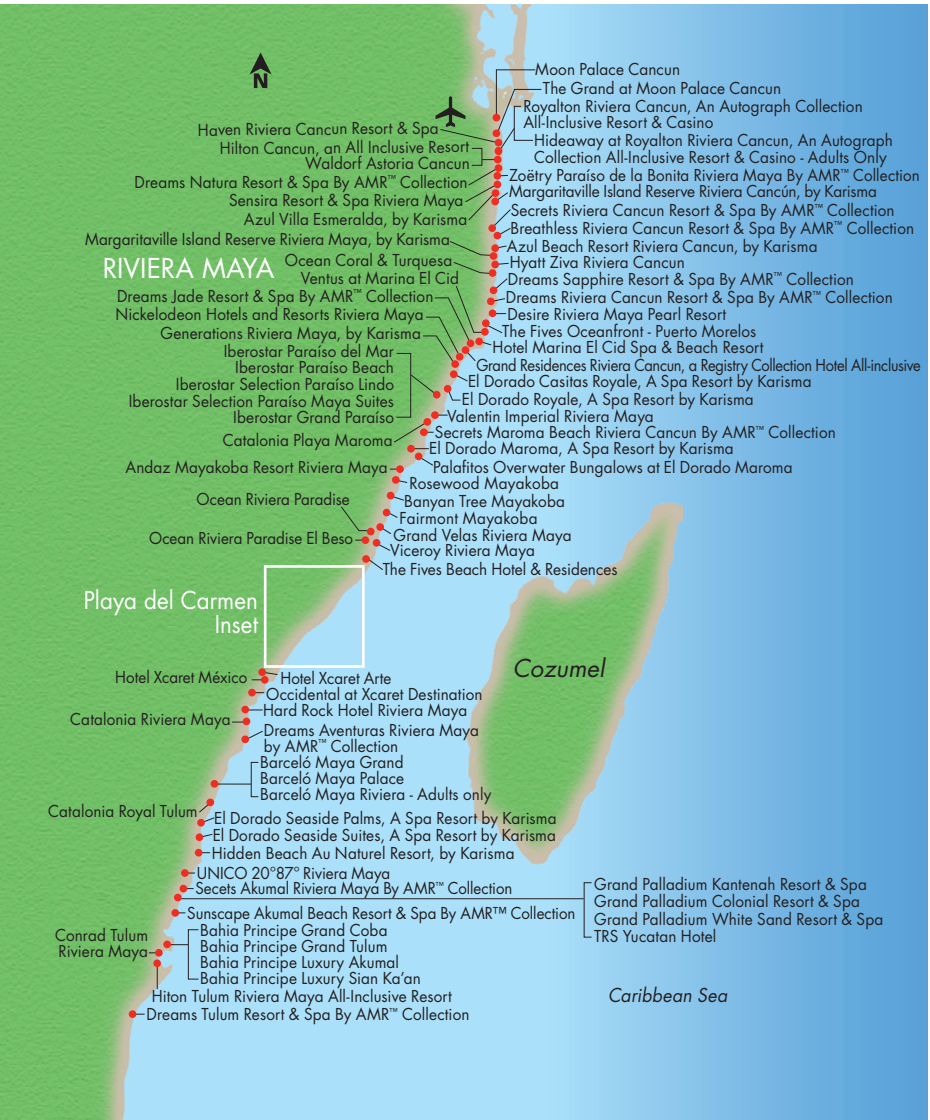 N
Moon Palace Cancun
The Grand at Moon Palace Cancun
Royalton Riviera Cancun, An Autograph Collection
All-Inclusive Resort & Casino
Haven Riviera Cancun Resort & Spa
Hideaway at Royalton Riviera Cancun, An Autograph
Collection All-Inclusive Resort & Casino - Adults Only
Hilton Cancun, an All Inclusive Resort
Waldorf Astoria Cancun
Zoëtry Paraíso de la Bonita Riviera Maya By AMR™ Collection
Dreams Natura Resort & Spa By AMR™ Collection
Margaritaville Island Reserve Riviera Cancún, by Karisma
Sensira Resort & Spa Riviera Maya
Secrets Riviera Cancun Resort & Spa By AMR™ Collection
Azul Villa Esmeralda, by Karisma
Breathless Riviera Cancun Resort & Spa By AMR™ Collection
Margaritaville Island Reserve Riviera Maya, by Karisma
Azul Beach Resort Riviera Cancun, by Karisma
RIVIERA MAYA
Ocean Coral & Turquesa
Hyatt Ziva Riviera Cancun
Ventus at Marina El Cid
Dreams Sapphire Resort & Spa By AMR™ Collection
Dreams Jade Resort & Spa By AMR™ Collection
Dreams Riviera Cancun Resort & Spa By AMR™ Collection
Nickelodeon Hotels and Resorts Riviera Maya
Desire Riviera Maya Pearl Resort
Generations Riviera Maya, by Karisma
The Fives Oceanfront - Puerto Morelos
Hotel Marina El Cid Spa & Beach Resort
Iberostar Paraíso del Mar
Iberostar Paraíso Beach
Iberostar Selection Paraíso Lindo
Iberostar Selection Paraíso Maya Suites
Iberostar Grand Paraíso
Grand Residences Riviera Cancun, a Registry Collection Hotel All-inclusive
El Dorado Casitas Royale, A Spa Resort by Karisma
El Dorado Royale, A Spa Resort by Karisma
Valentin Imperial Riviera Maya
Catalonia Playa Maroma
Secrets Maroma Beach Riviera Cancun By AMR™ Collection
El Dorado Maroma, A Spa Resort by Karisma
Andaz Mayakoba Resort Riviera Maya
Palafitos Overwater Bungalows at El Dorado Maroma
Rosewood Mayakoba
Ocean Riviera Paradise
Banyan Tree Mayakoba
Fairmont Mayakoba
Grand Velas Riviera Maya
Ocean Riviera Paradise El Beso
Viceroy Riviera Maya
The Fives Beach Hotel & Residences
Playa del Carmen
Inset
Cozumel
Hotel Xcaret México
Hotel Xcaret Arte
Occidental at Xcaret Destination
Hard Rock Hotel Riviera Maya
Catalonia Riviera Maya
Dreams Aventuras Riviera Maya
by AMR™ Collection
Barceló Maya Grand
Barceló Maya Palace
Barceló Maya Riviera - Adults only
Catalonia Royal Tulum
El Dorado Seaside Palms, A Spa Resort by Karisma
El Dorado Seaside Suites, A Spa Resort by Karisma
Hidden Beach Au Naturel Resort, by Karisma
UNICO 20°87° Riviera Maya
Secets Akumal Riviera Maya By AMR™ Collection
Grand Palladium Kantenah Resort & Spa
Grand Palladium Colonial Resort & Spa
Grand Palladium White Sand Resort & Spa
TRS Yucatan Hotel
Sunscape Akumal Beach Resort & Spa By AMR™ Collection
Conrad Tulum
Riviera Maya
Bahia Principe Grand Coba
Bahia Principe Grand Tulum
Bahia Principe Luxury Akumal
Bahia Principe Luxury Sian Ka'an
Hiton Tulum Riviera Maya All-Inclusive Resort
Caribbean Sea
Dreams Tulum Resort & Spa By AMR™ Collection